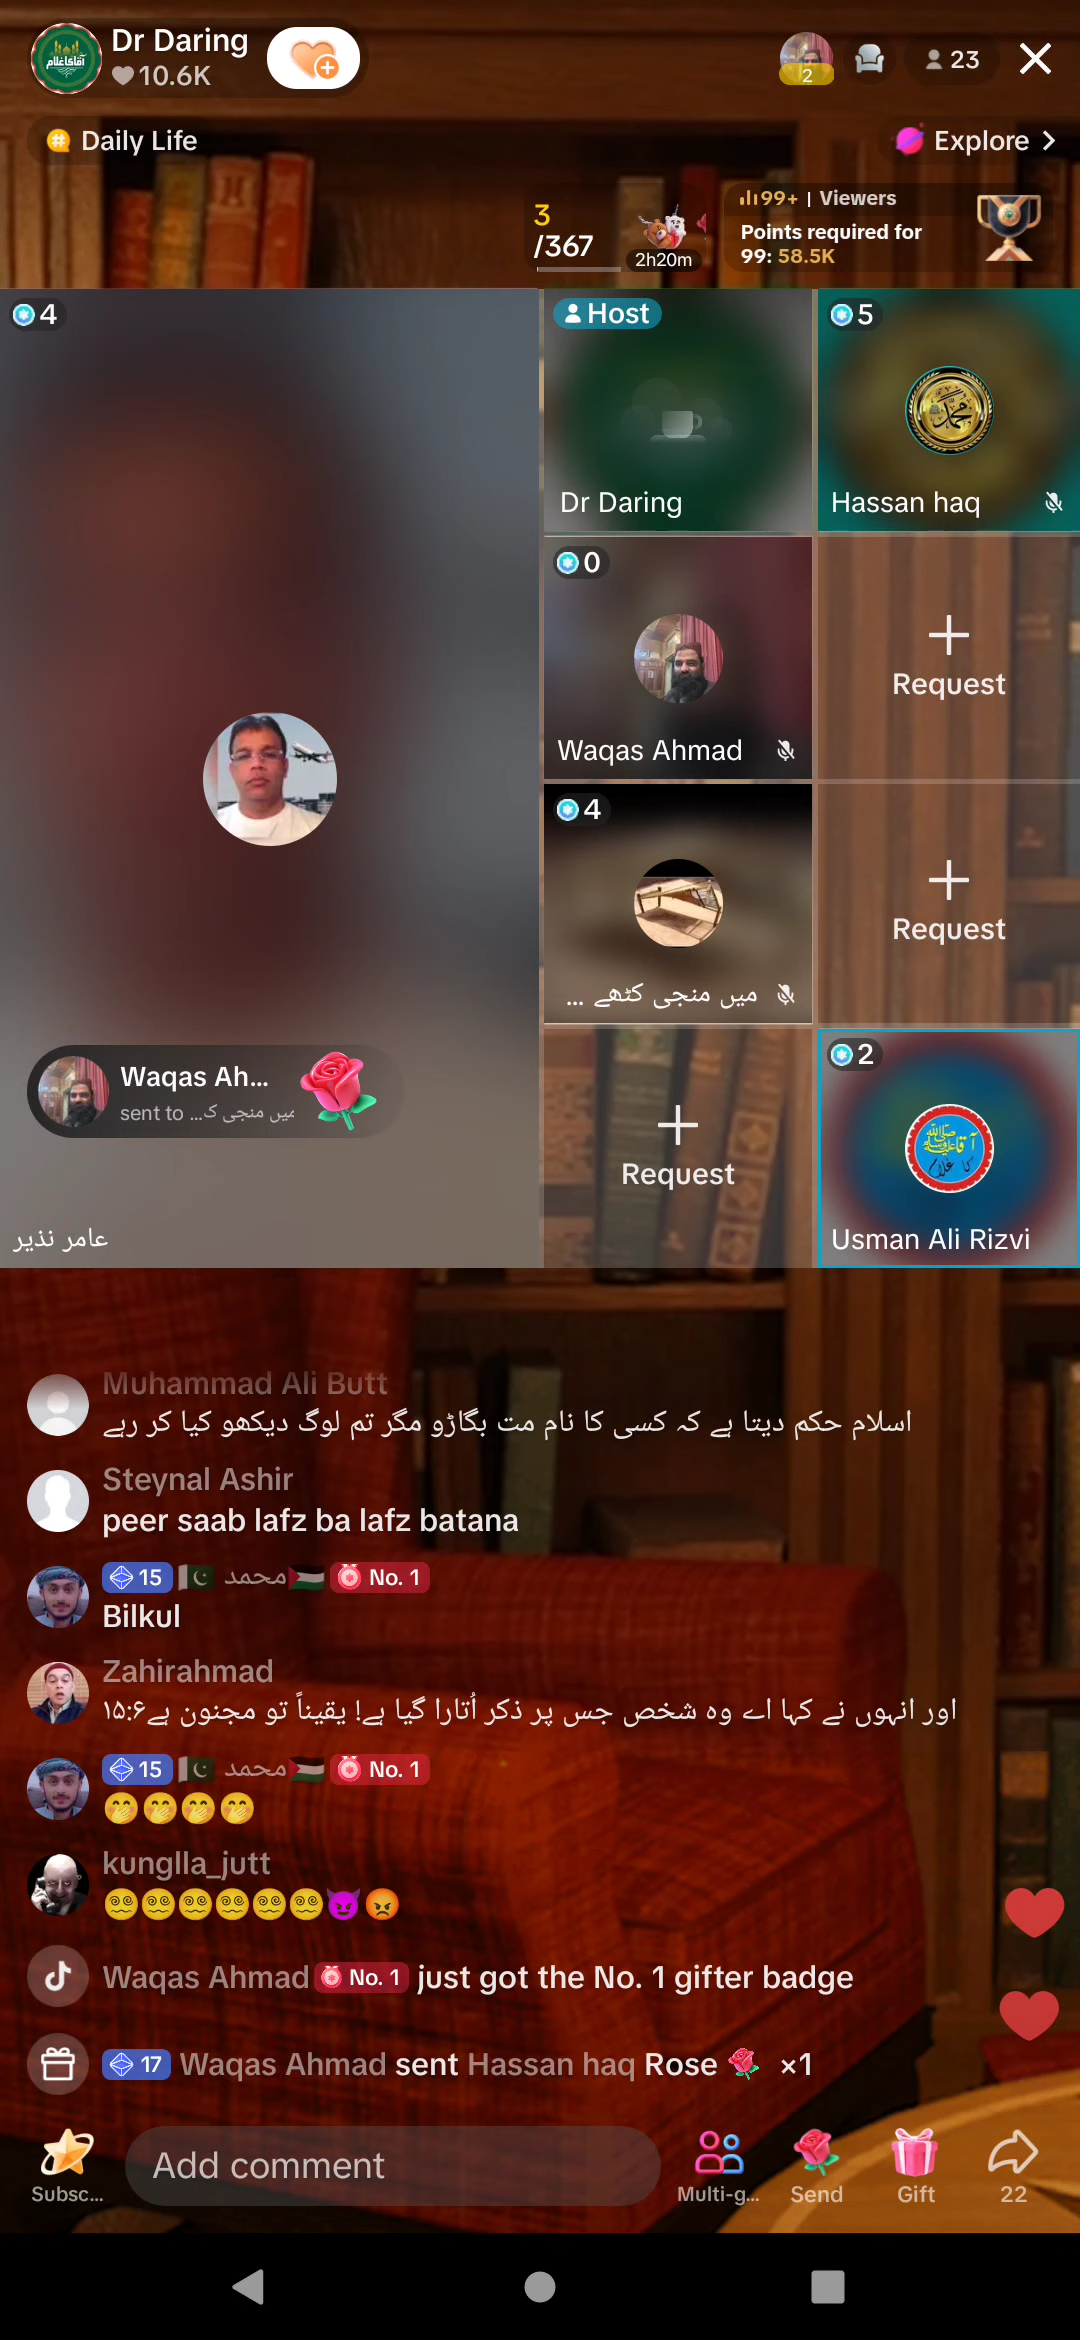 Dr Daring
10.6K
2
23
Daily Life
Explore
3
/367
2h20m
99+ | Viewers
Points required for
99: 58.5K
4
Host
Dr Daring
5
محمد
Hassan haq
0
Waqas Ahmad
Request
4
میں منجی کٹھے ...
Request
Waqas Ah...
sent to ...میں منجی ک
عامر نذیر
Request
2
Usman Ali Rizvi
Muhammad Ali Butt
اسلام حکم دیتا ہے کہ کسی کا نام مت بگاڑو مگر تم لوگ دیکھو کیا کر رہے
Steynal Ashir
peer saab lafz ba lafz batana
15 🇵🇰 محمد🇵🇸 No. 1
Bilkul
Zahirahmad
اور انہوں نے کہا اے وہ شخص جس پر ذکر اُتارا گیا ہے! یقیناً تو مجنون ہے۱۵:۶
15 🇵🇰 محمد🇵🇸 No. 1
🤭🤭🤭🤭
kunglla_jutt
😵‍💫😵‍💫😵‍💫😵‍💫😵‍💫😵‍💫😈😡
Waqas Ahmad No. 1 just got the No. 1 gifter badge
17 Waqas Ahmad sent Hassan haq Rose 🌹 ×1
Subsc...
Add comment
Multi-g...
Send
Gift
22